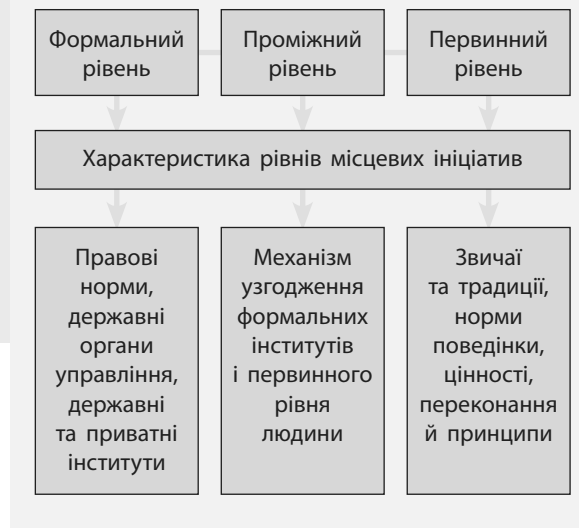 Формальний
рівень
Проміжний
рівень
Первинний
рівень
Характеристика рівнів місцевих ініціатив
Правові
норми,
державні
органи
управління,
державні
та приватні
інститути
Механізм
узгодження
формальних
інститутів
і первинного
рівня
людини
Звичаї
та традиції,
норми
поведінки,
цінності,
переконання
й принципи